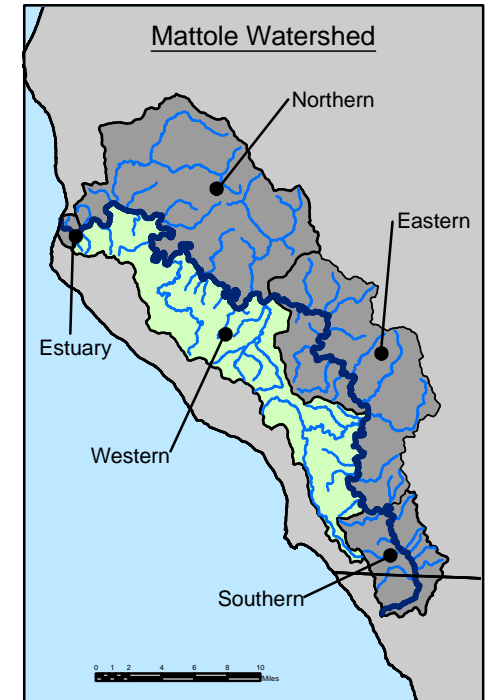 Mattole Watershed
Northern
Eastern
Estuary
Western
Southern
0 1 2 4 6 8 10
Miles